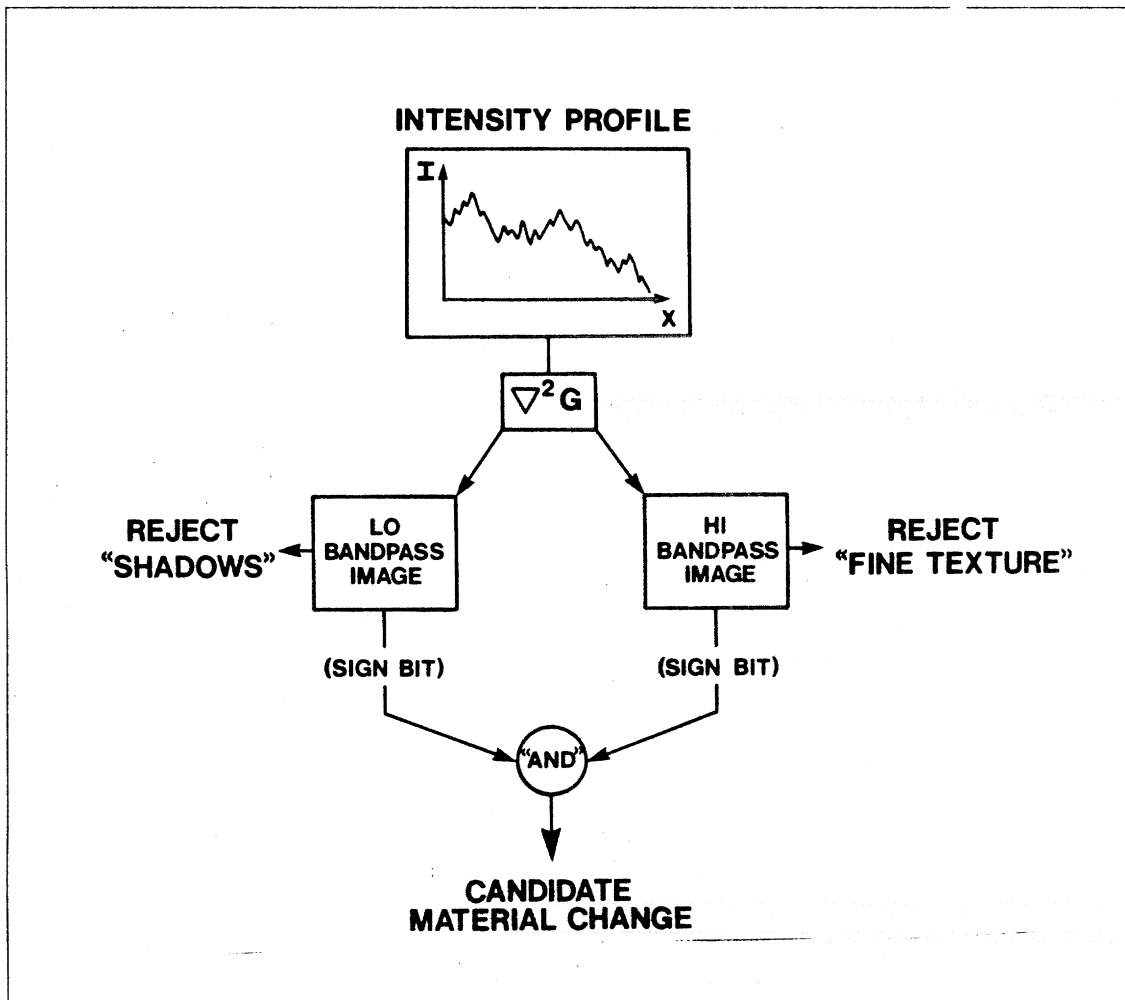 INTENSITY PROFILE
I
X
▽²G
REJECT
“SHADOWS”
LO
BANDPASS
IMAGE
HI
BANDPASS
IMAGE
REJECT
“FINE TEXTURE”
(SIGN BIT)
(SIGN BIT)
“AND”
CANDIDATE
MATERIAL CHANGE